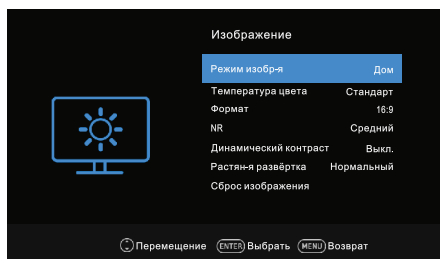 Изображение
Режим изобр-я Дом
Температура цвета Стандарт
Формат 16:9
NR Средний
Динамический контраст Выкл.
Растян-я развёртка Нормальный
Сброс изображения
Перемещение ENTER Выбрать MENU Возврат